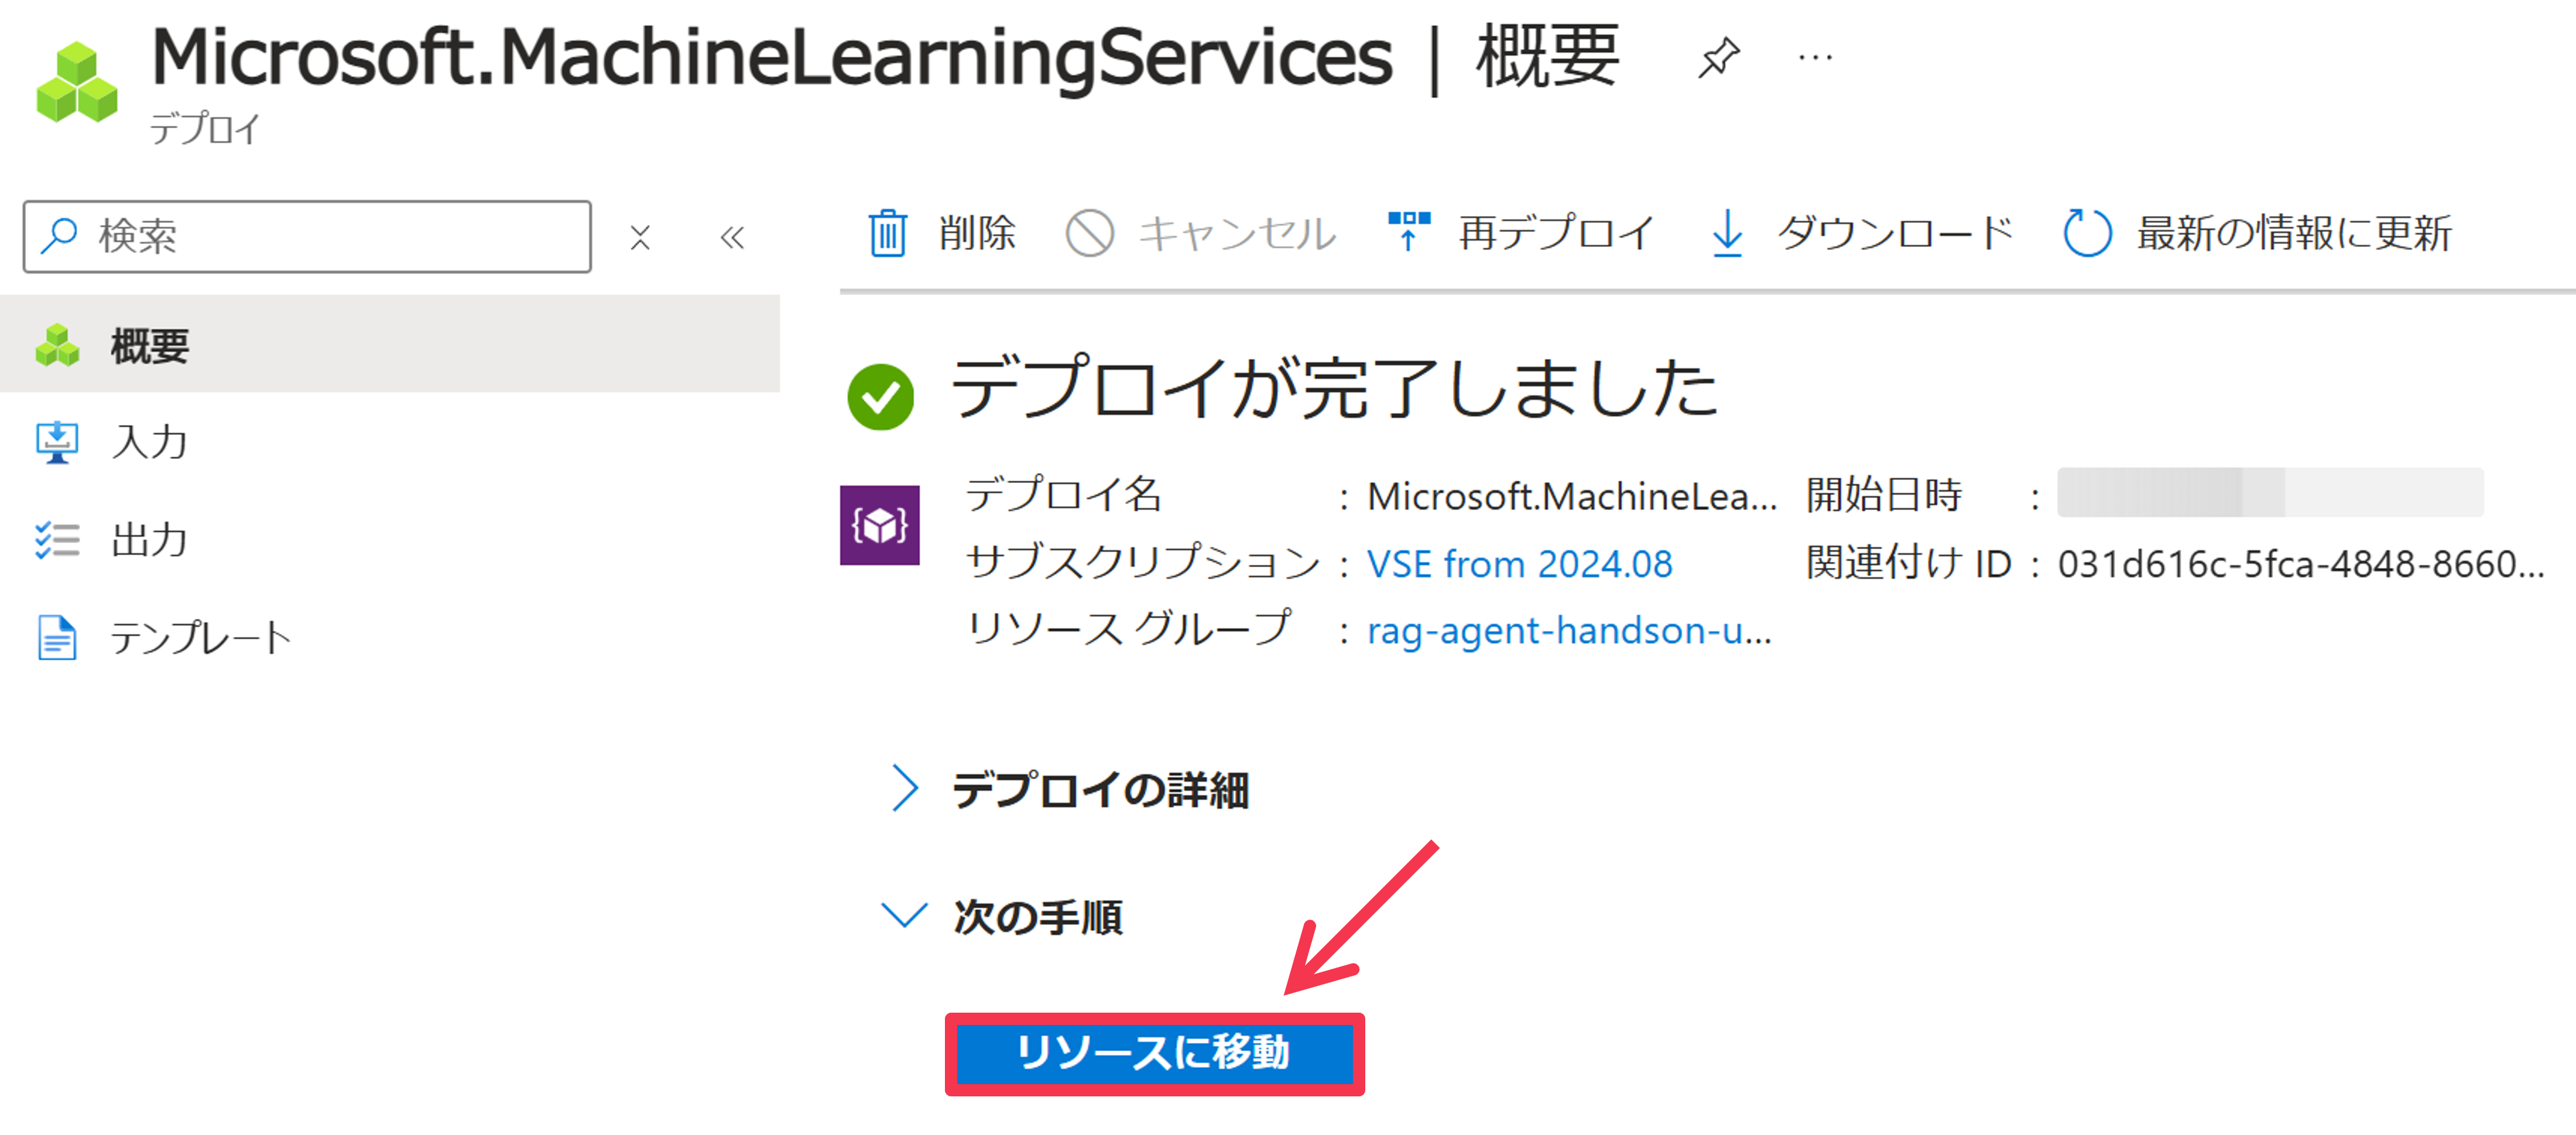 Microsoft.MachineLearningServices | 概要 ...
デプロイ
検索
削除 キャンセル 再デプロイ ダウンロード 最新の情報に更新
概要
入力
出力
テンプレート
デプロイが完了しました
デプロイ名 : Microsoft.MachineLea... 開始日時 :
サブスクリプション : VSE from 2024.08 関連付け ID : 031d616c-5fca-4848-8660...
リソース グループ : rag-agent-handson-u...
デプロイの詳細
次の手順
リソースに移動